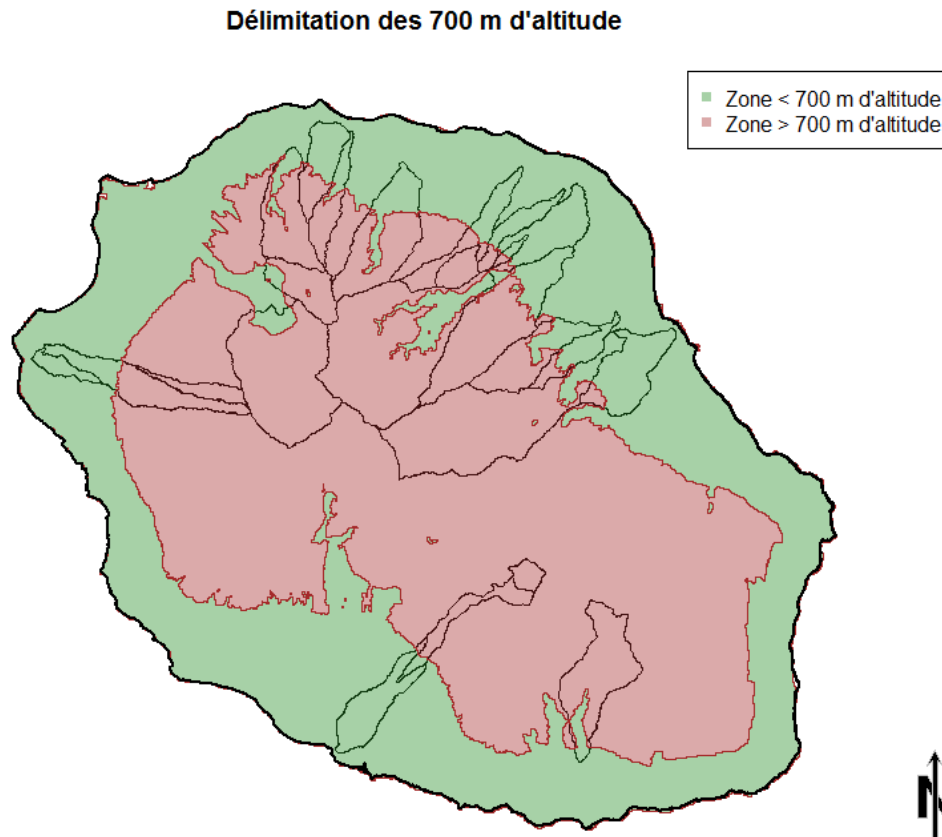 Délimitation des 700 m d'altitude
Zone < 700 m d'altitude
Zone > 700 m d'altitude
N